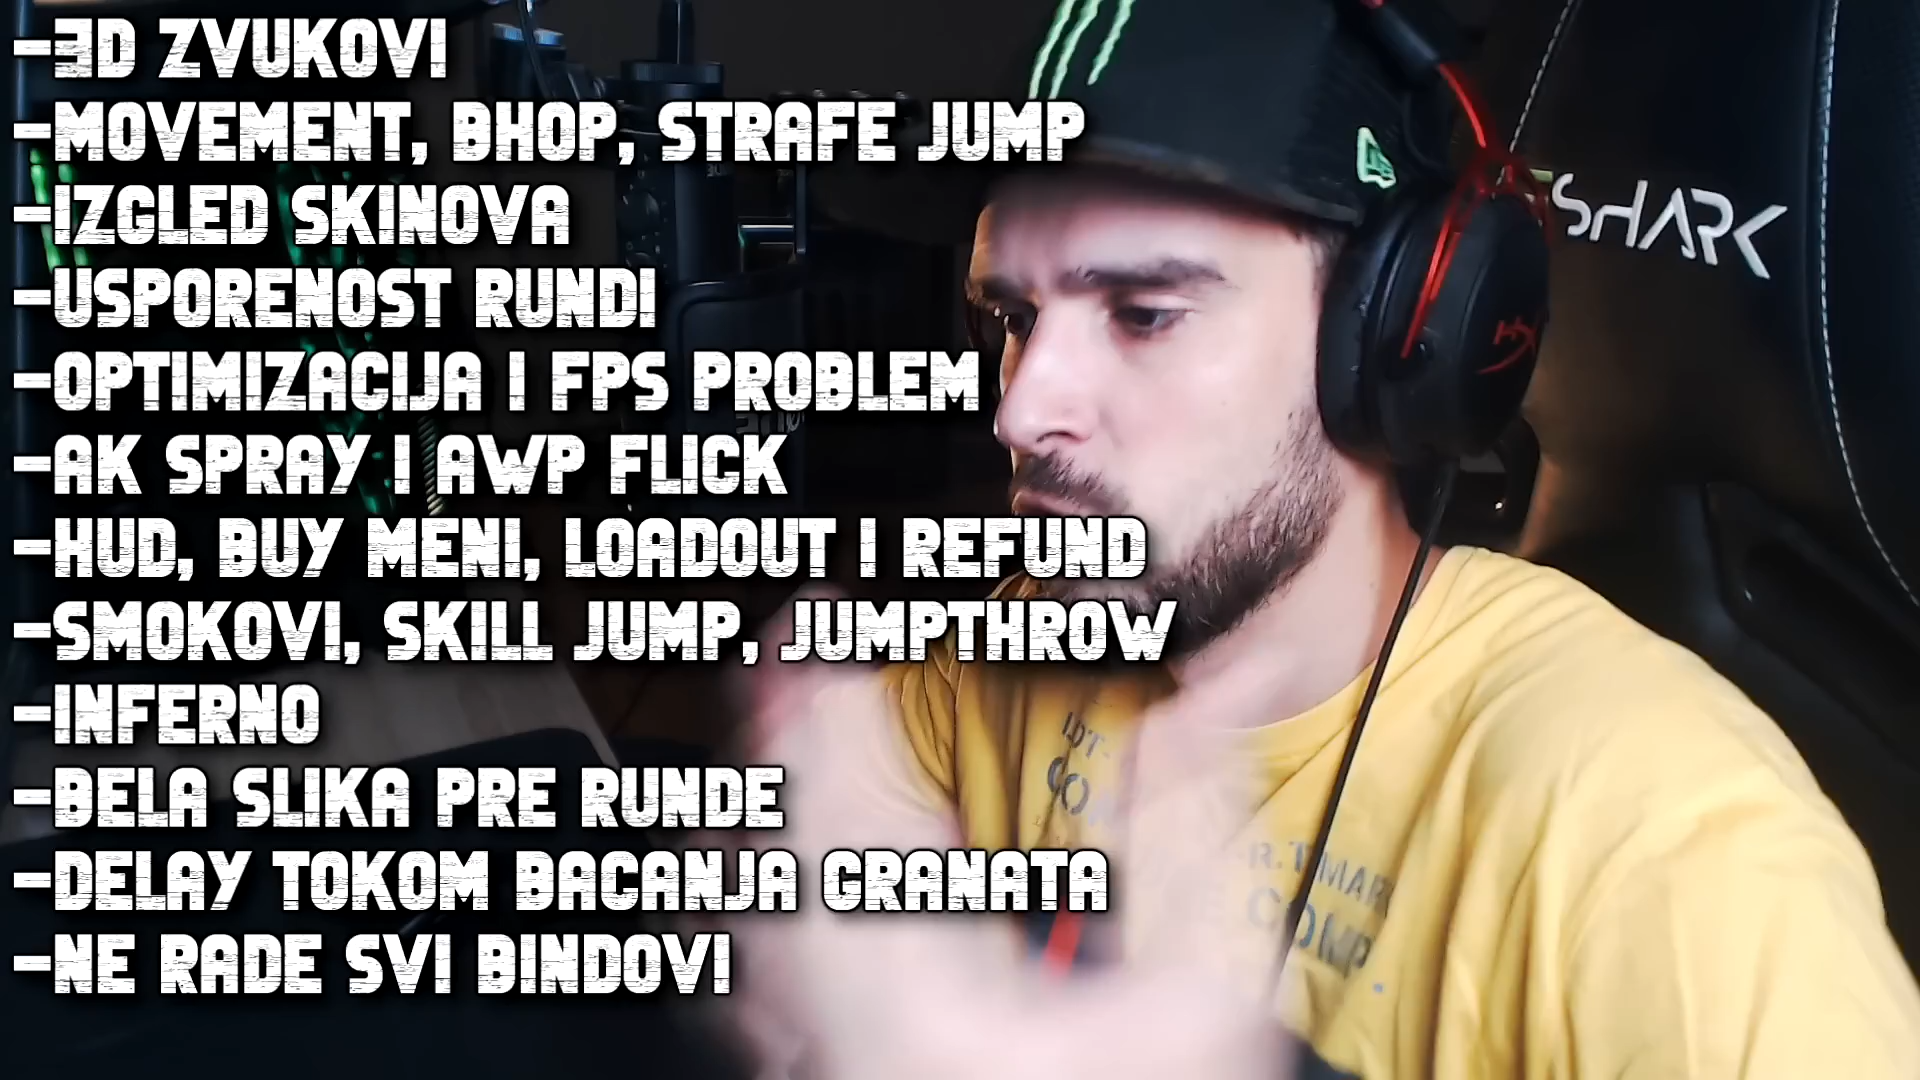 -3D ZVUKOVI
-MOVEMENT, BHOP, STRAFE JUMP
-IZGLED SKINOVA
-USPORENOST RUNDI
-OPTIMIZACIJA I FPS PROBLEM
-AK SPRAY I AWP FLICK
-HUD, BUY MENI, LOADOUT I REFUND
-SMOKOVI, SKILL JUMP, JUMPTHROW
-INFERNO
-BELA SLIKA PRE RUNDE
-DELAY TOKOM BACANJA GRANATA
-NE RADE SVI BINDOVI
SHARK
HX